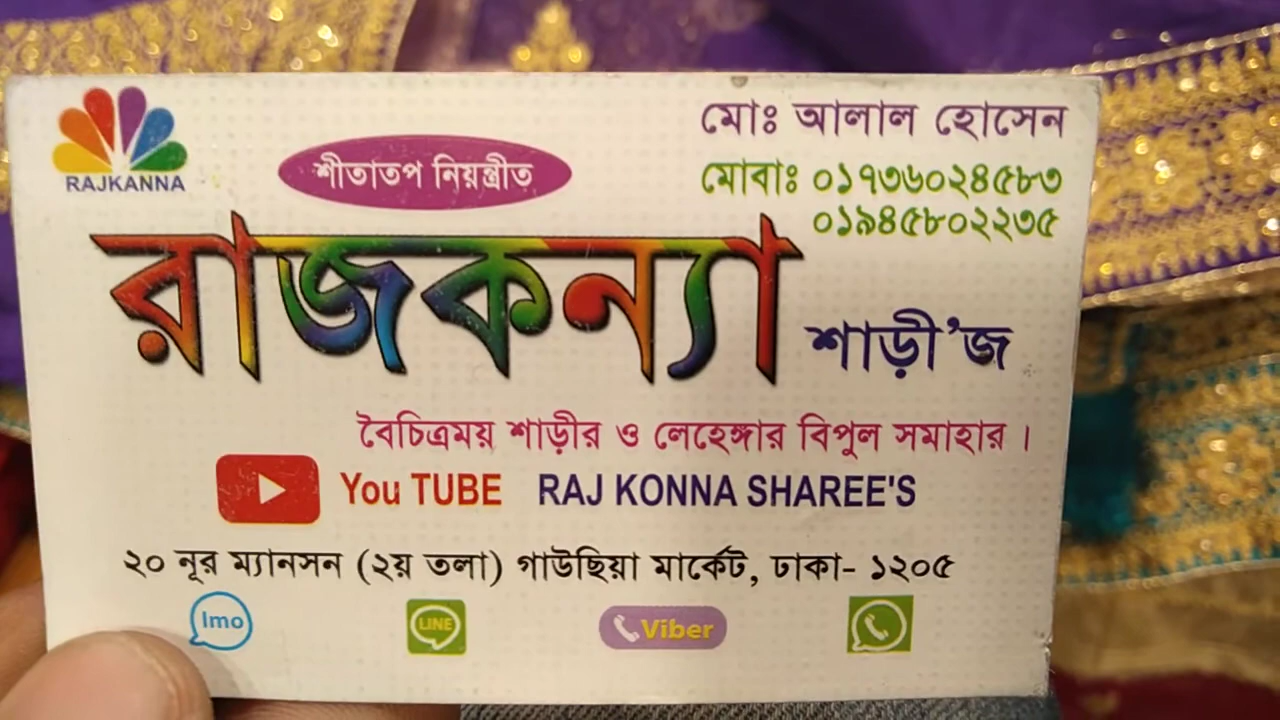 RAJKANNA
শীতাতপ নিয়ন্ত্রীত
মোঃ আলাল হোসেন
মোবাঃ ০১৭৩৬০২৪৫৮৩
০১৯৪৫৮০২২৩৫
রাজকন্যা শাড়ী'জ
বৈচিত্রময় শাড়ীর ও লেহেঙ্গার বিপুল সমাহার ।
You TUBE RAJ KONNA SHAREE'S
২০ নূর ম্যানসন (২য় তলা) গাউছিয়া মার্কেট, ঢাকা- ১২০৫
Imo LINE Viber